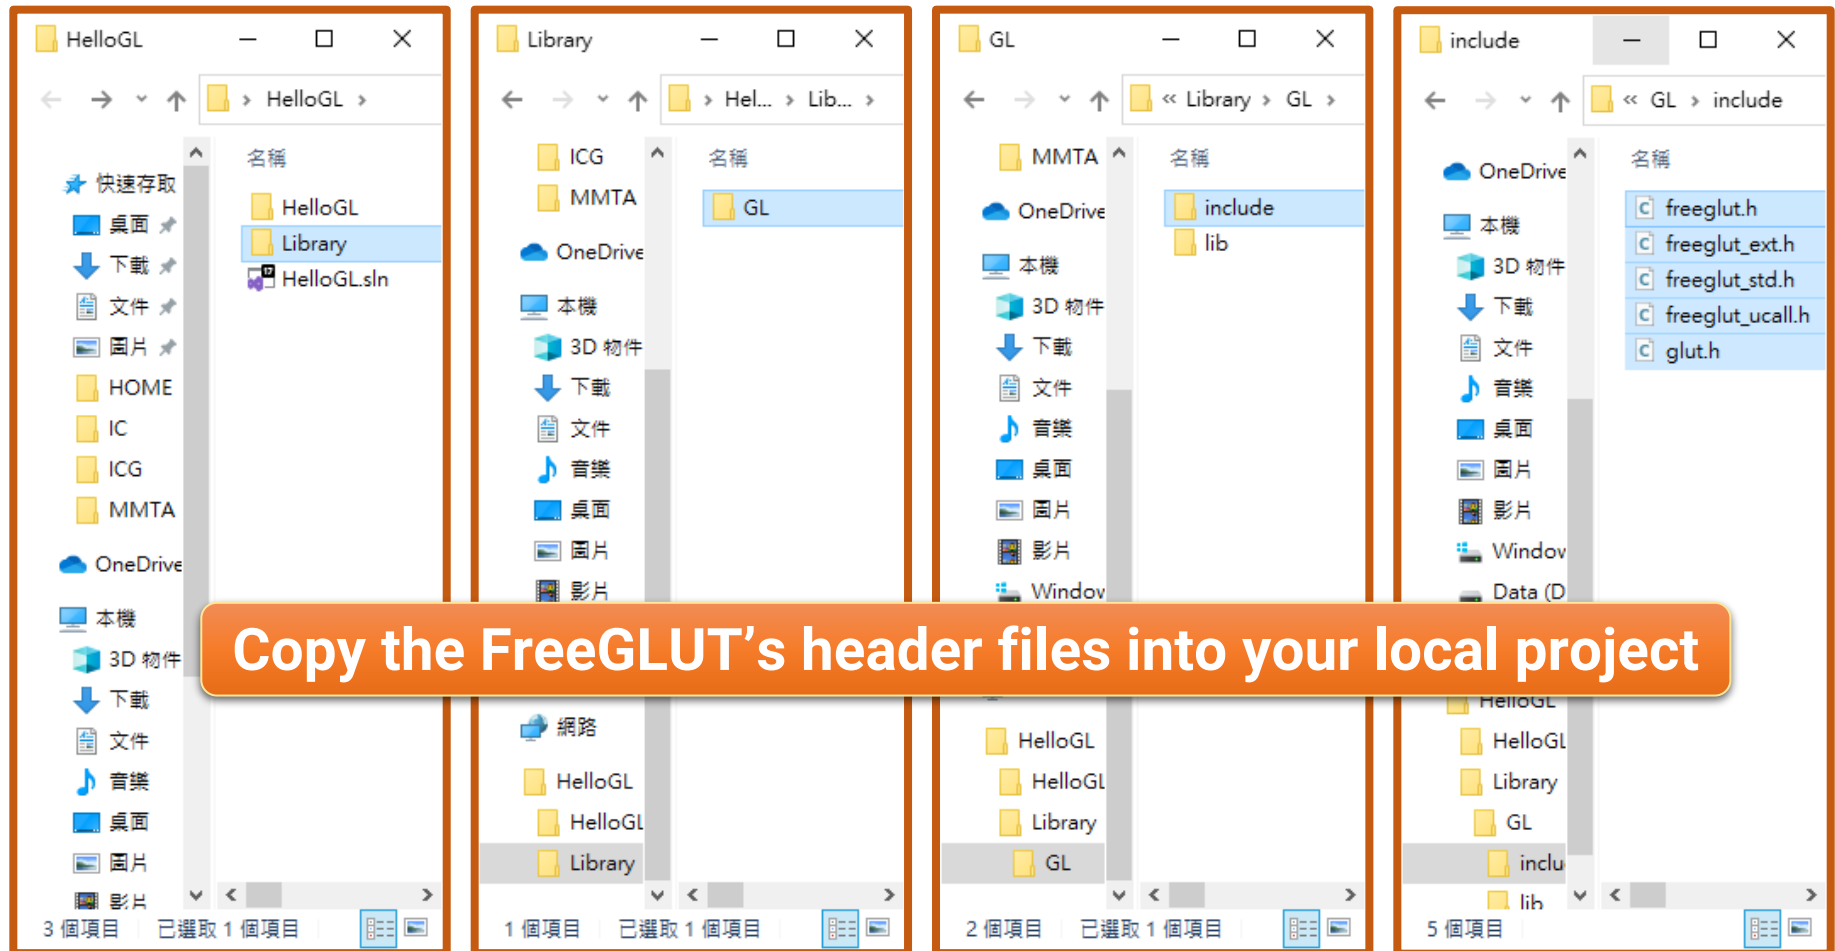 HelloGL
HelloGL
名稱
快速存取
桌面
下載
文件
圖片
HOME
IC
ICG
MMTA
OneDrive
本機
3D 物件
下載
文件
音樂
桌面
圖片
影片
HelloGL
Library
HelloGL.sln
3 個項目 已選取 1 個項目
Library
Hel... Lib...
名稱
ICG
MMTA
OneDrive
本機
3D 物件
下載
文件
音樂
桌面
圖片
影片
網路
HelloGL
HelloGL
Library
GL
1 個項目 已選取 1 個項目
GL
« Library GL
名稱
MMTA
OneDrive
本機
3D 物件
下載
文件
音樂
桌面
圖片
影片
Window
HelloGL
HelloGL
Library
GL
include
lib
2 個項目 已選取 1 個項目
include
« GL include
名稱
OneDrive
本機
3D 物件
下載
文件
音樂
桌面
圖片
影片
Window
Data (D
HelloGL
HelloGL
Library
GL
inclu
lib
freeglut.h
freeglut_ext.h
freeglut_std.h
freeglut_ucall.h
glut.h
5 個項目
Copy the FreeGLUT’s header files into your local project